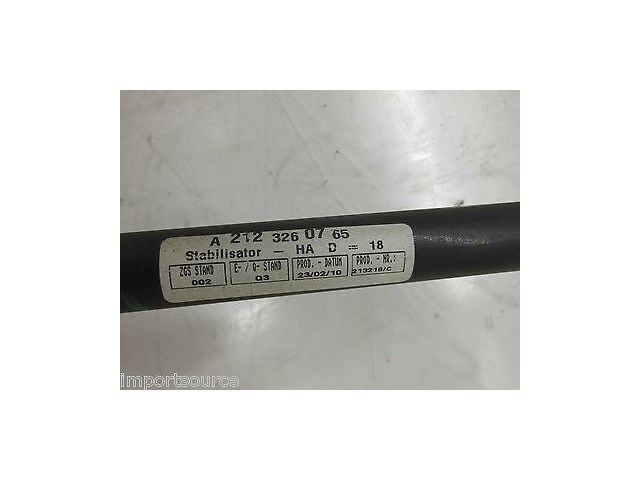 A 212 326 07 65
Stabilisator - HA D = 18
ZGS STAND E- / Q- STAND PROD. - DATUM PROD. - NR.:
002 Q3 23/02/10 213218/C
importsource